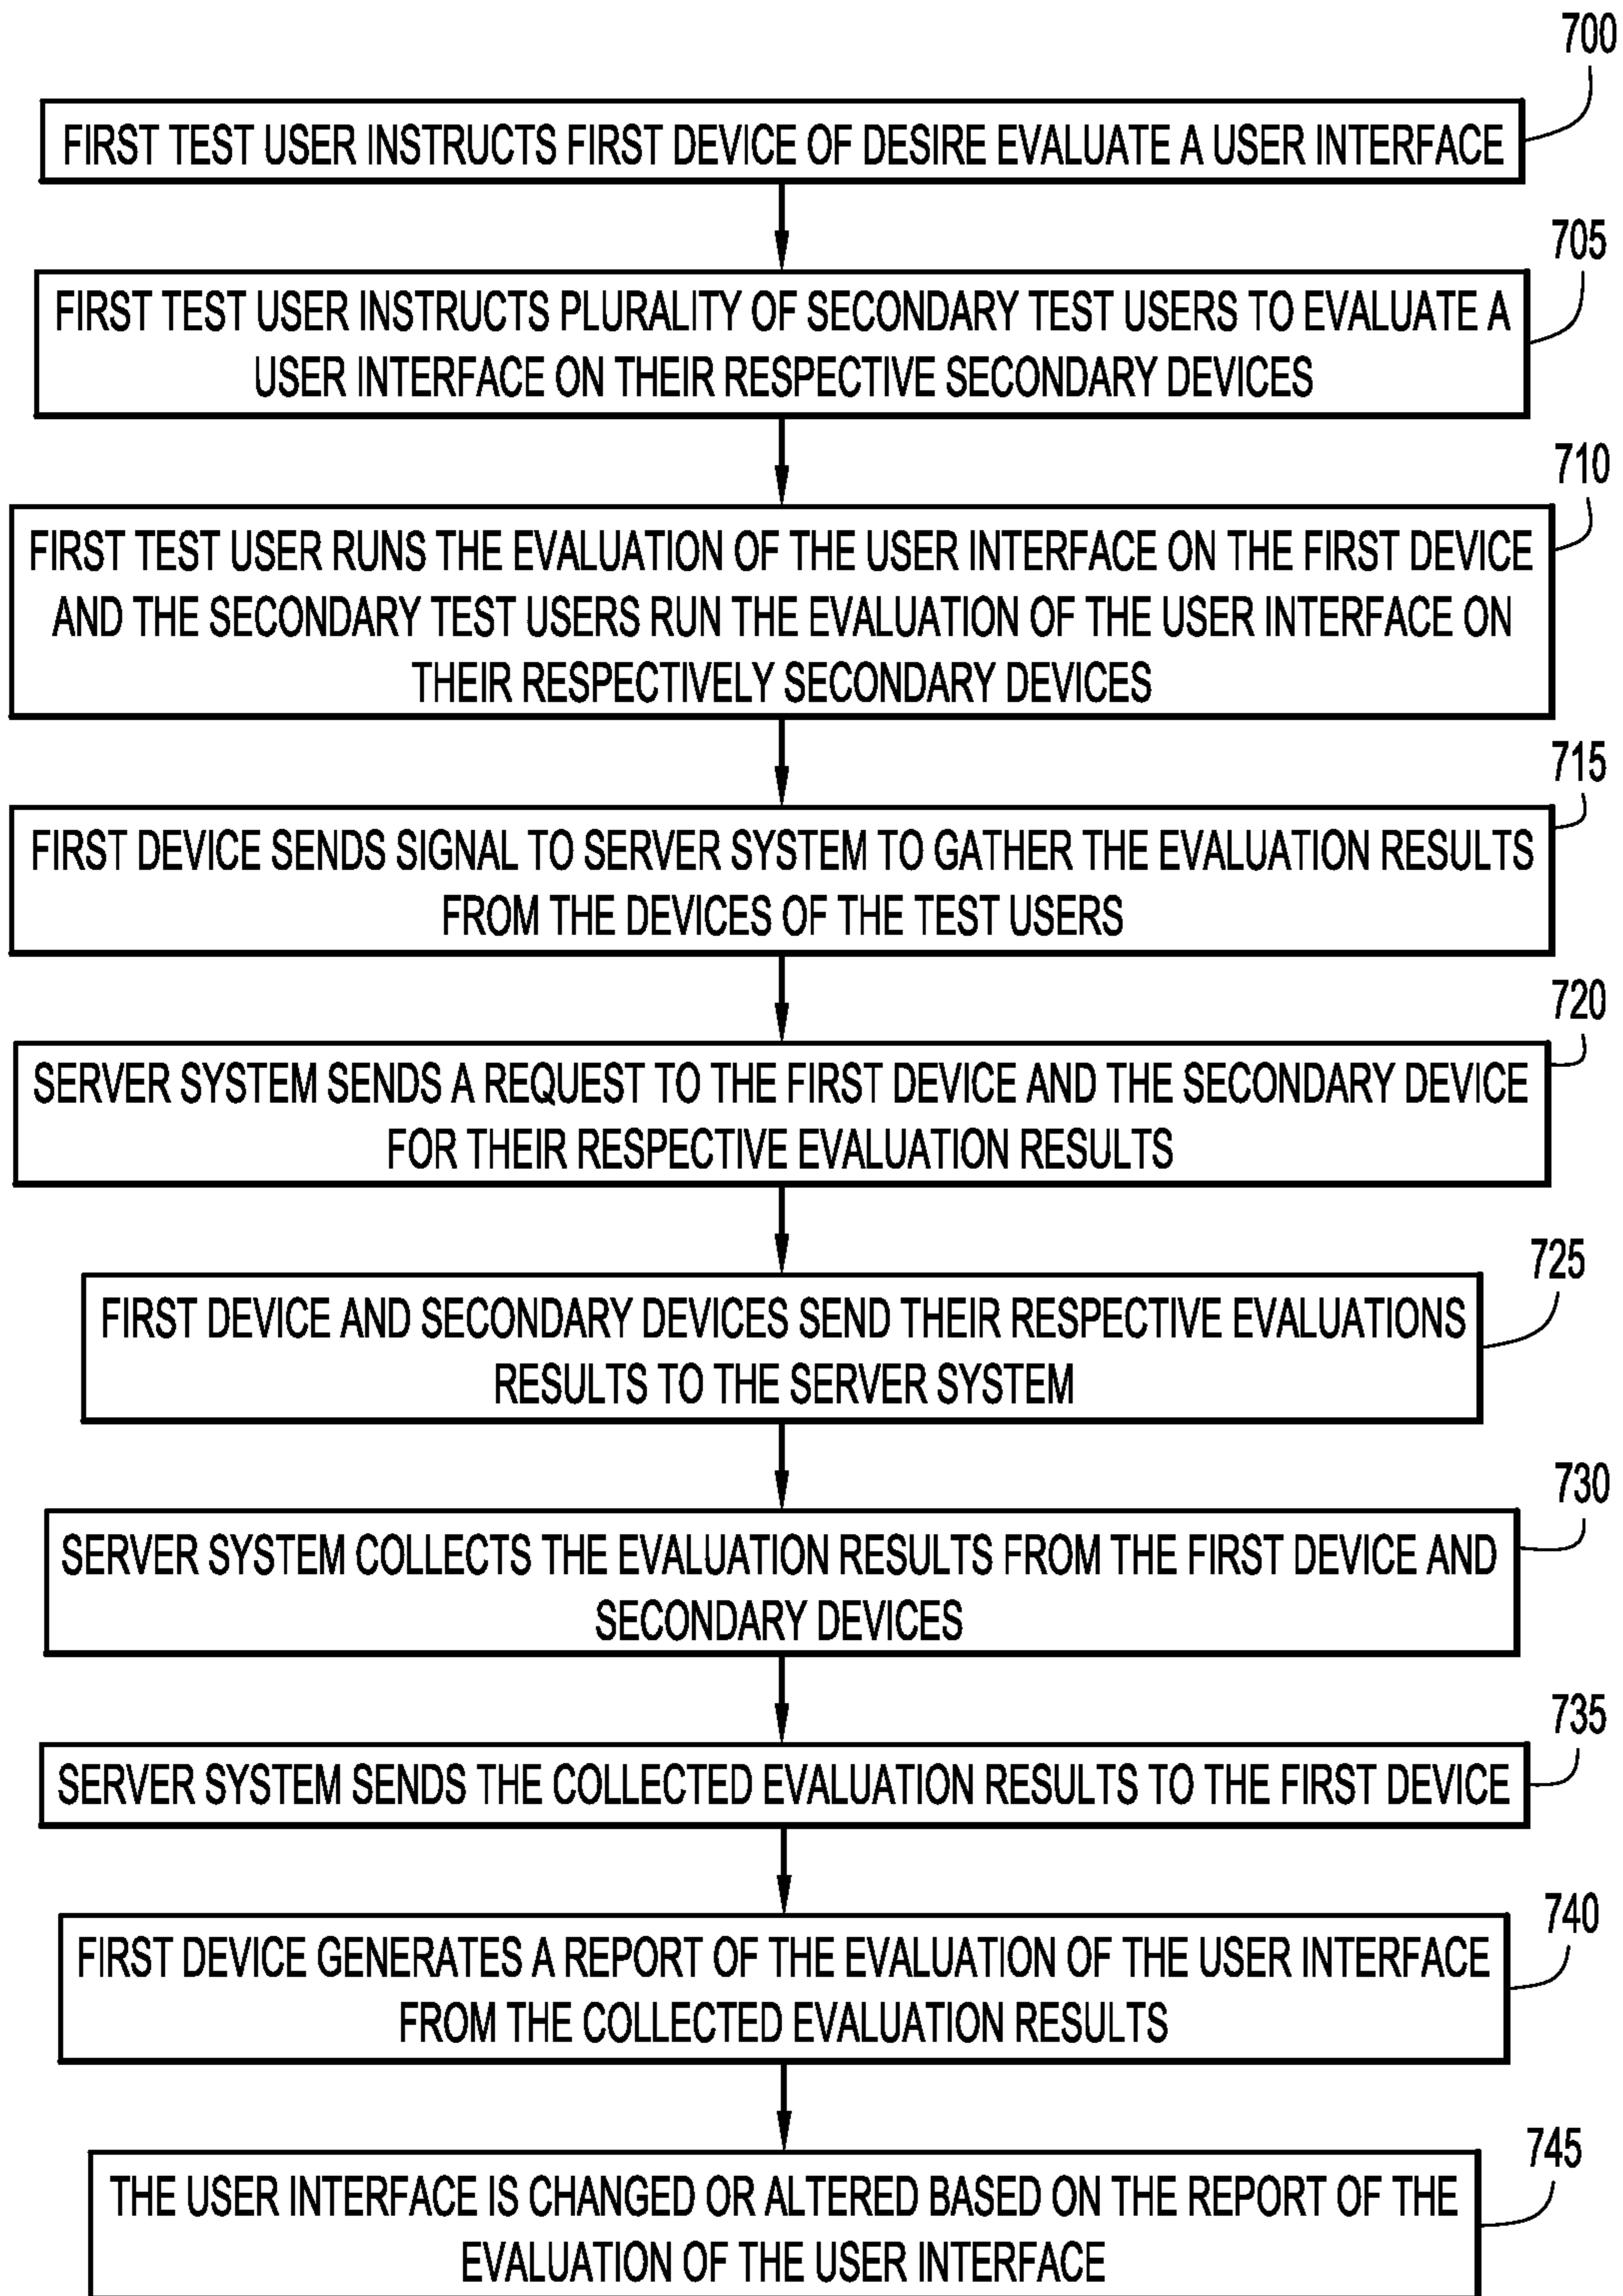 700
FIRST TEST USER INSTRUCTS FIRST DEVICE OF DESIRE EVALUATE A USER INTERFACE
705
FIRST TEST USER INSTRUCTS PLURALITY OF SECONDARY TEST USERS TO EVALUATE A
USER INTERFACE ON THEIR RESPECTIVE SECONDARY DEVICES
710
FIRST TEST USER RUNS THE EVALUATION OF THE USER INTERFACE ON THE FIRST DEVICE
AND THE SECONDARY TEST USERS RUN THE EVALUATION OF THE USER INTERFACE ON
THEIR RESPECTIVELY SECONDARY DEVICES
715
FIRST DEVICE SENDS SIGNAL TO SERVER SYSTEM TO GATHER THE EVALUATION RESULTS
FROM THE DEVICES OF THE TEST USERS
720
SERVER SYSTEM SENDS A REQUEST TO THE FIRST DEVICE AND THE SECONDARY DEVICE
FOR THEIR RESPECTIVE EVALUATION RESULTS
725
FIRST DEVICE AND SECONDARY DEVICES SEND THEIR RESPECTIVE EVALUATIONS
RESULTS TO THE SERVER SYSTEM
730
SERVER SYSTEM COLLECTS THE EVALUATION RESULTS FROM THE FIRST DEVICE AND
SECONDARY DEVICES
735
SERVER SYSTEM SENDS THE COLLECTED EVALUATION RESULTS TO THE FIRST DEVICE
740
FIRST DEVICE GENERATES A REPORT OF THE EVALUATION OF THE USER INTERFACE
FROM THE COLLECTED EVALUATION RESULTS
745
THE USER INTERFACE IS CHANGED OR ALTERED BASED ON THE REPORT OF THE
EVALUATION OF THE USER INTERFACE